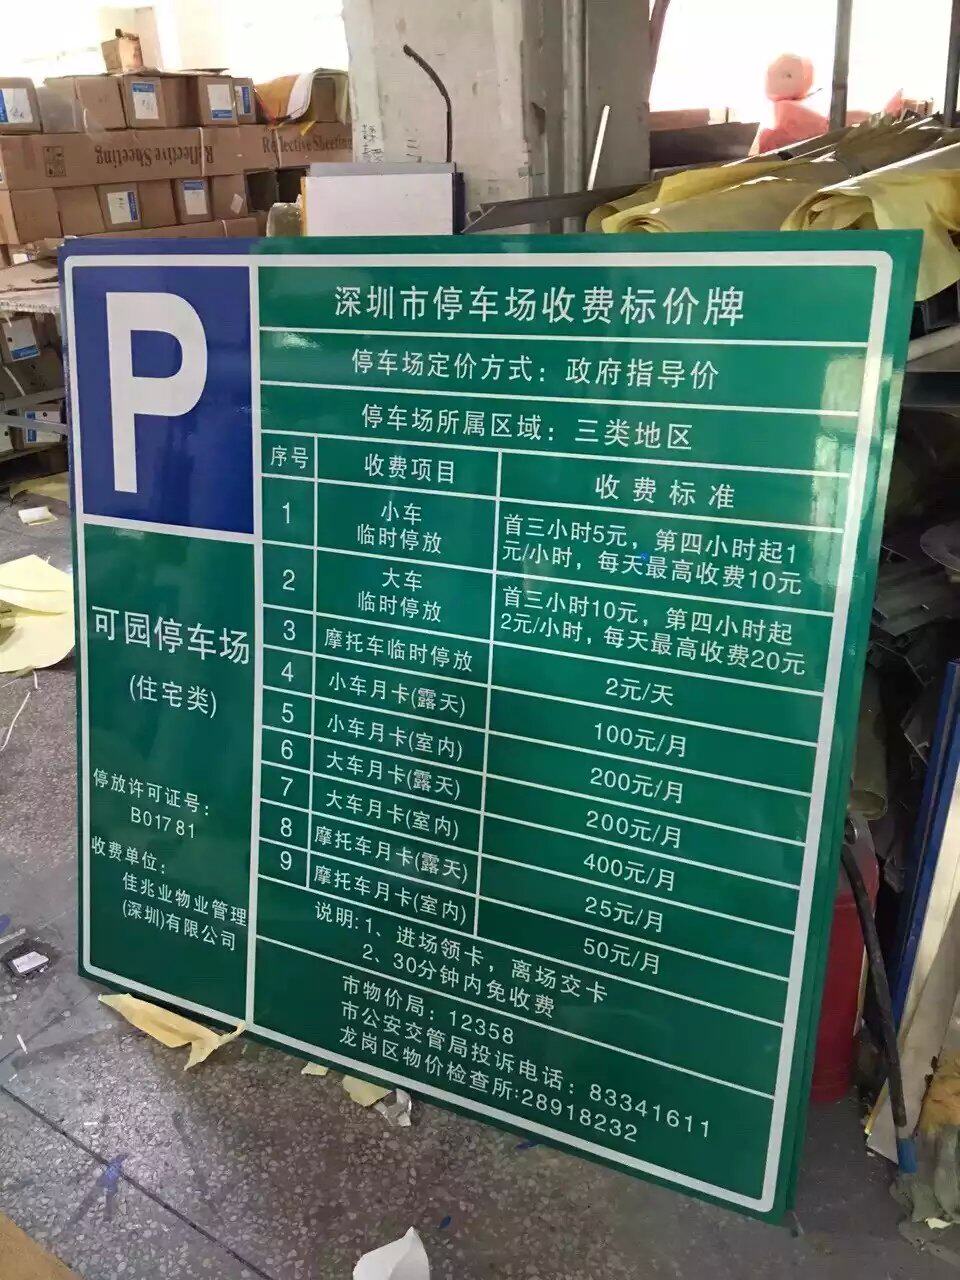 Reflective Sheeting
Reflective Sheeting
P
深圳市停车场收费标价牌
停车场定价方式：政府指导价
停车场所属区域：三类地区
序号 收费项目 收费标准
1 小车
临时停放
首三小时5元，第四小时起1
元/小时，每天最高收费10元
2 大车
临时停放
首三小时10元，第四小时起
2元/小时，每天最高收费20元
3 摩托车临时停放 2元/天
4 小车月卡(露天) 100元/月
5 小车月卡(室内) 200元/月
6 大车月卡(露天) 200元/月
7 大车月卡(室内) 400元/月
8 摩托车月卡(露天) 25元/月
9 摩托车月卡(室内) 50元/月
说明:1、进场领卡，离场交卡
2、30分钟内免收费
市物价局：12358
市公安交管局投诉电话：83341611
龙岗区物价检查所:28918232
可园停车场
(住宅类)
停放许可证号：
B01781
收费单位：
佳兆业物业管理
(深圳)有限公司